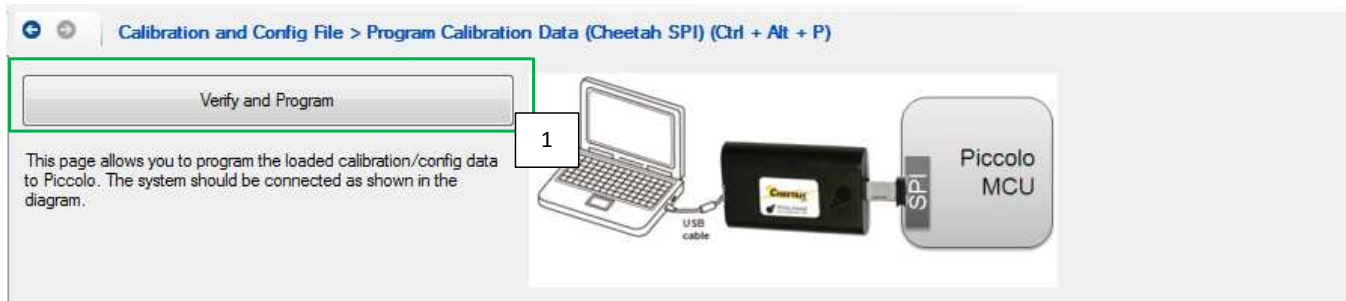 Calibration and Config File > Program Calibration Data (Cheetah SPI) (Ctrl + Alt + P)
Verify and Program
1
This page allows you to program the loaded calibration/config data
to Piccolo. The system should be connected as shown in the
diagram.
USB
cable
CHEETAH
SPI
Piccolo
MCU